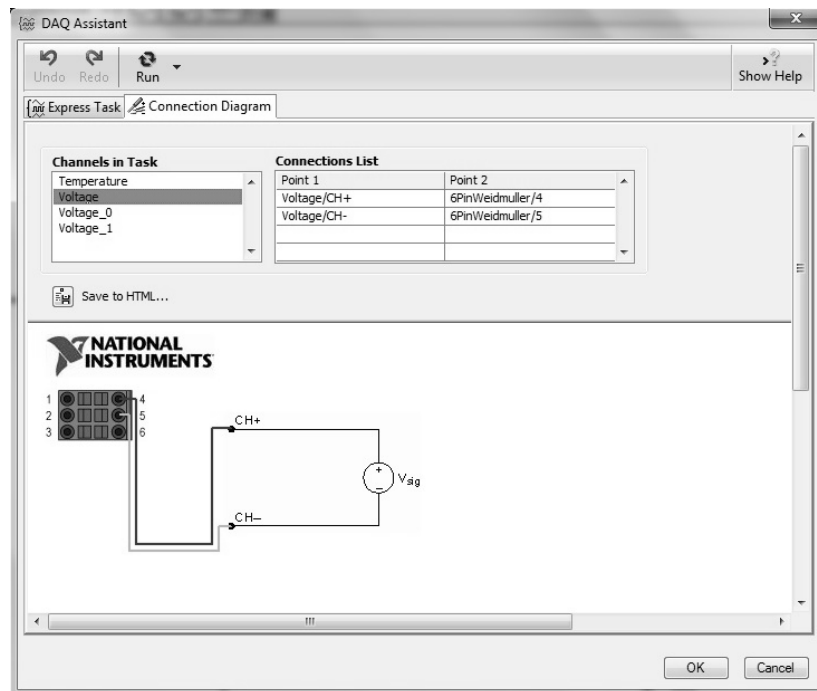 DAQ Assistant
Undo Redo Run Show Help
Express Task Connection Diagram
Channels in Task
Temperature
Voltage
Voltage_0
Voltage_1
Connections List
Point 1 Point 2
Voltage/CH+ 6PinWeidmuller/4
Voltage/CH- 6PinWeidmuller/5
Save to HTML...
NATIONAL
INSTRUMENTS
1 4
2 5
3 6
CH+
+
Vsig
–
CH–
OK Cancel